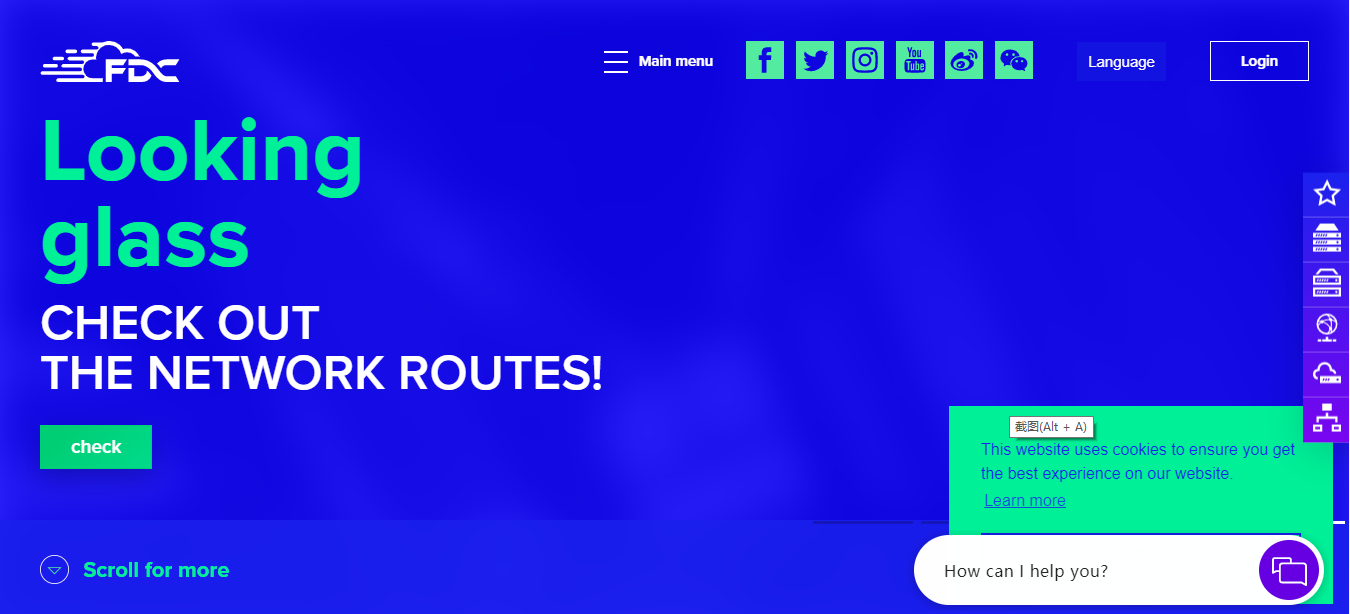 FDC
Main menu
You
Tube
Language
Login
Looking
glass
CHECK OUT
THE NETWORK ROUTES!
check
截图(Alt + A)
This website uses cookies to ensure you get
the best experience on our website.
Learn more
Scroll for more
How can I help you?